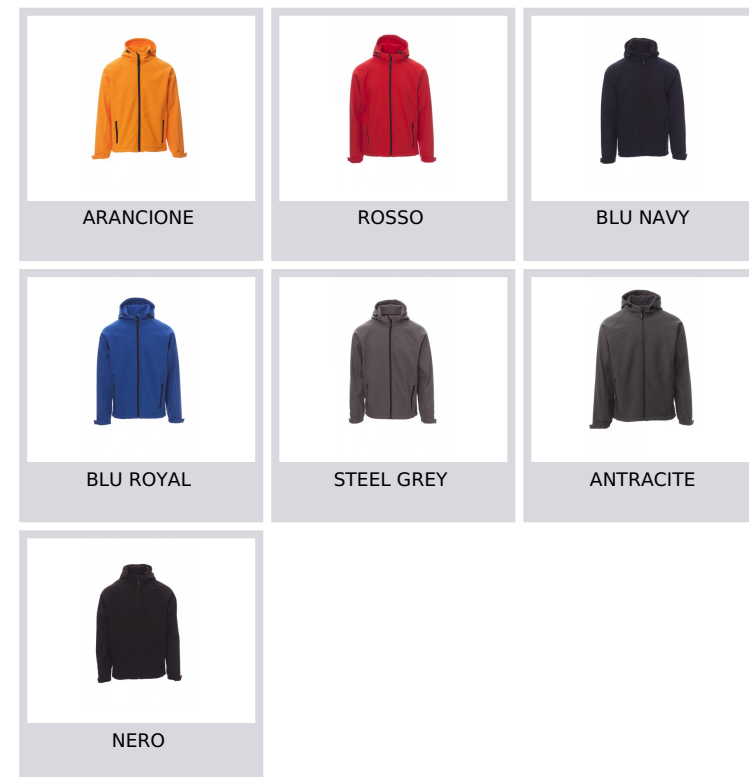 ARANCIONE
ROSSO
BLU NAVY
BLU ROYAL
STEEL GREY
ANTRACITE
NERO